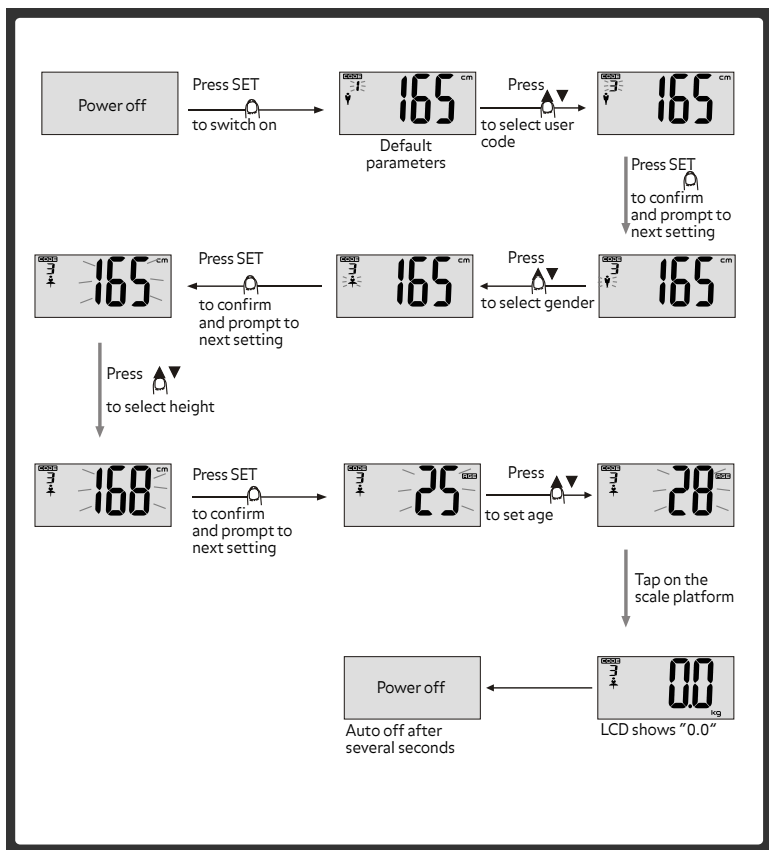 Power off
Press SET
to switch on
CODE
1
165 cm
Default
parameters
Press
to select user
code
CODE
3
165 cm
Press SET
to confirm
and prompt to
next setting
CODE
3
165 cm
Press
to select gender
CODE
3
165 cm
Press SET
to confirm
and prompt to
next setting
CODE
3
165 cm
Press
to select height
CODE
3
168 cm
Press SET
to confirm
and prompt to
next setting
CODE
3
25 AGE
Press
to set age
CODE
3
28 AGE
Tap on the
scale platform
CODE
3
0.0
kg
LCD shows "0.0"
Power off
Auto off after
several seconds